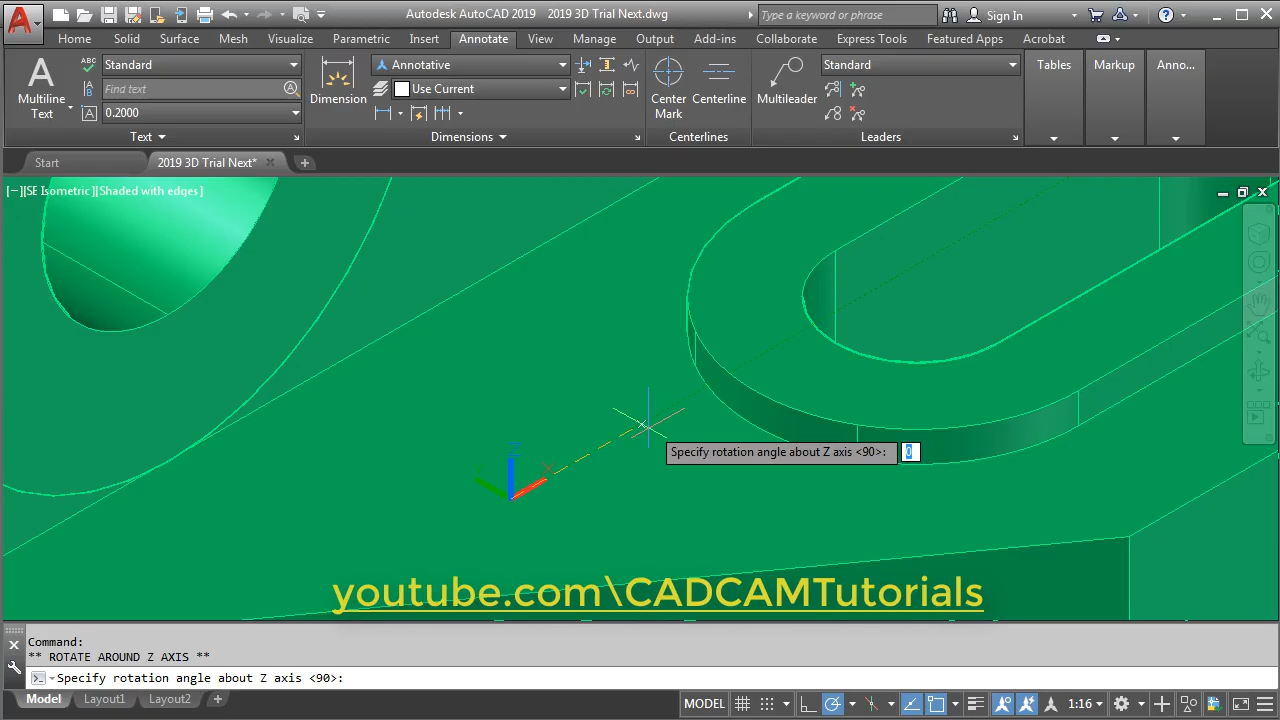 Autodesk AutoCAD 2019 2019 3D Trial Next.dwg
Type a keyword or phrase
Sign In
Home Solid Surface Mesh Visualize Parametric Insert Annotate View Manage Output Add-ins Collaborate Express Tools Featured Apps Acrobat
Multiline Text
ABC
Standard
Find text
0.2000
Text
Dimension
Annotative
Use Current
Dimensions
Center Mark
Centerline
Centerlines
Multileader
Standard
Leaders
Tables
Markup
Anno...
Start
2019 3D Trial Next*
[−][SE Isometric][Shaded with edges]
Z
X
Specify rotation angle about Z axis <90>: 0
youtube.com\CADCAMTutorials
Command:
** ROTATE AROUND Z AXIS **
Specify rotation angle about Z axis <90>:
Model Layout1 Layout2
MODEL
1:16